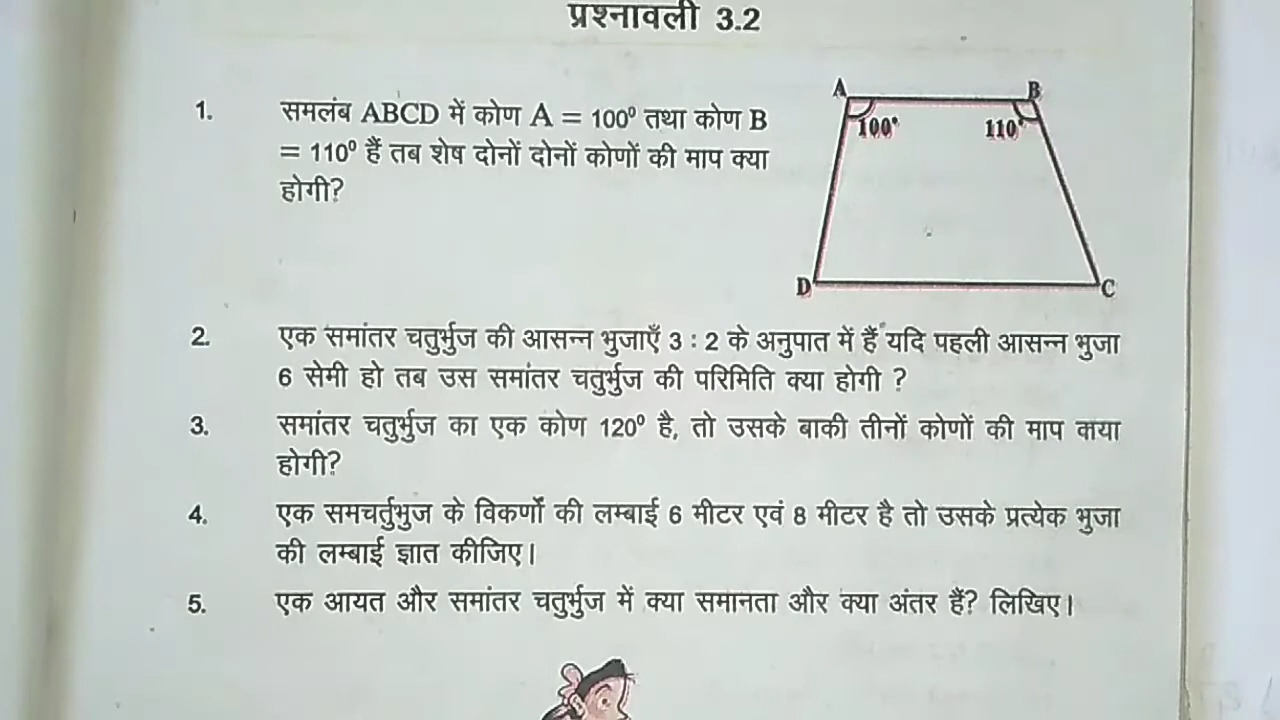 प्रश्नावली 3.2
1. समलंब ABCD में कोण A = 100⁰ तथा कोण B
= 110⁰ हैं तब शेष दोनों दोनों कोणों की माप क्या
होगी?
A B
100° 110°
D C
2. एक समांतर चतुर्भुज की आसन्न भुजाएँ 3 : 2 के अनुपात में हैं यदि पहली आसन्न भुजा
6 सेमी हो तब उस समांतर चतुर्भुज की परिमिति क्या होगी ?
3. समांतर चतुर्भुज का एक कोण 120⁰ है, तो उसके बाकी तीनों कोणों की माप क्या
होगी?
4. एक समचर्तुभुज के विकर्णों की लम्बाई 6 मीटर एवं 8 मीटर है तो उसके प्रत्येक भुजा
की लम्बाई ज्ञात कीजिए।
5. एक आयत और समांतर चतुर्भुज में क्या समानता और क्या अंतर हैं? लिखिए।